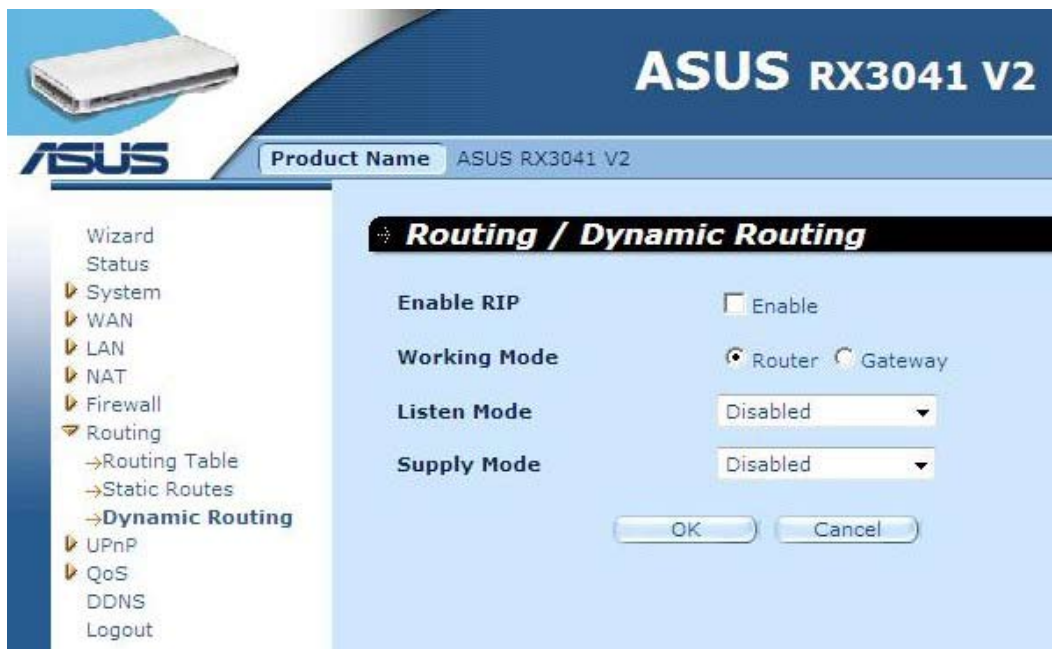 ASUS RX3041 V2
ASUS
Product Name ASUS RX3041 V2
Wizard
Status
System
WAN
LAN
NAT
Firewall
Routing
→Routing Table
→Static Routes
→Dynamic Routing
UPnP
QoS
DDNS
Logout
Routing / Dynamic Routing
Enable RIP Enable
Working Mode Router Gateway
Listen Mode Disabled
Supply Mode Disabled
OK Cancel